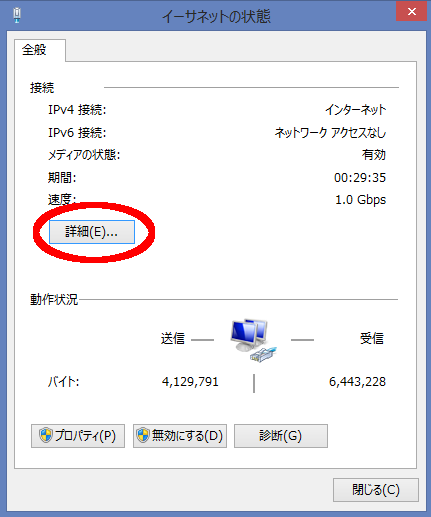 イーサネットの状態
全般
接続
IPv4 接続: インターネット
IPv6 接続: ネットワーク アクセスなし
メディアの状態: 有効
期間: 00:29:35
速度: 1.0 Gbps
詳細(E)...
動作状況
送信 受信
バイト: 4,129,791 6,443,228
プロパティ(P) 無効にする(D) 診断(G)
閉じる(C)